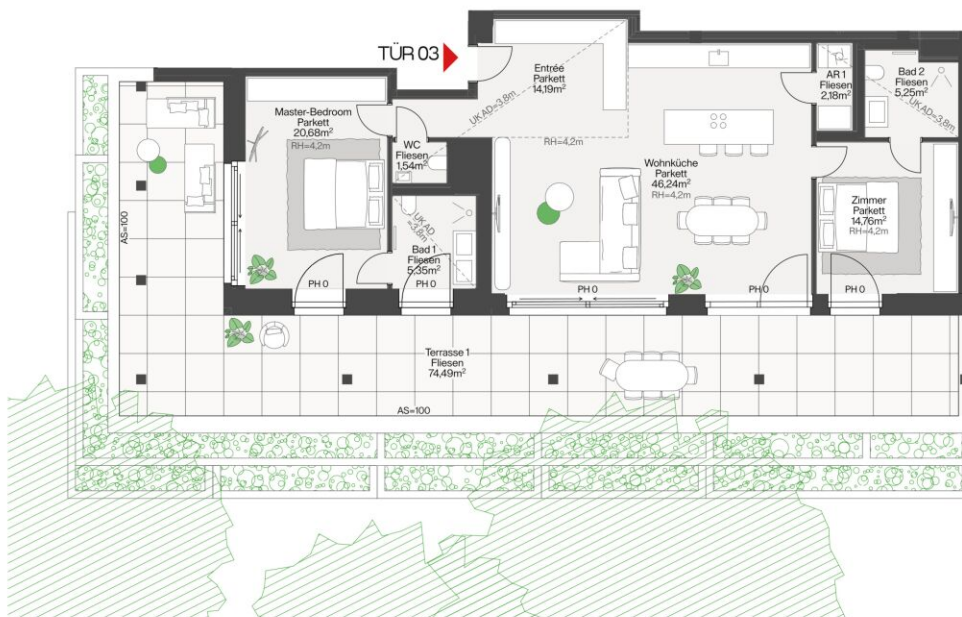 TÜR 03
Entrée
Parkett
14,19m²
UK AD=3,8m
AR 1
Fliesen
2,18m²
Bad 2
Fliesen
5,25m²
UK AD=3,8m
Master-Bedroom
Parkett
20,68m²
RH=4,2m
WC
Fliesen
1,54m²
RH=4,2m
Wohnküche
Parkett
46,24m²
RH=4,2m
Zimmer
Parkett
14,76m²
RH=4,2m
UK AD
=3,8m
Bad 1
Fliesen
5,35m²
AS=100
PH 0
PH 0
PH 0
PH 0
PH 0
Terrasse 1
Fliesen
74,49m²
AS=100